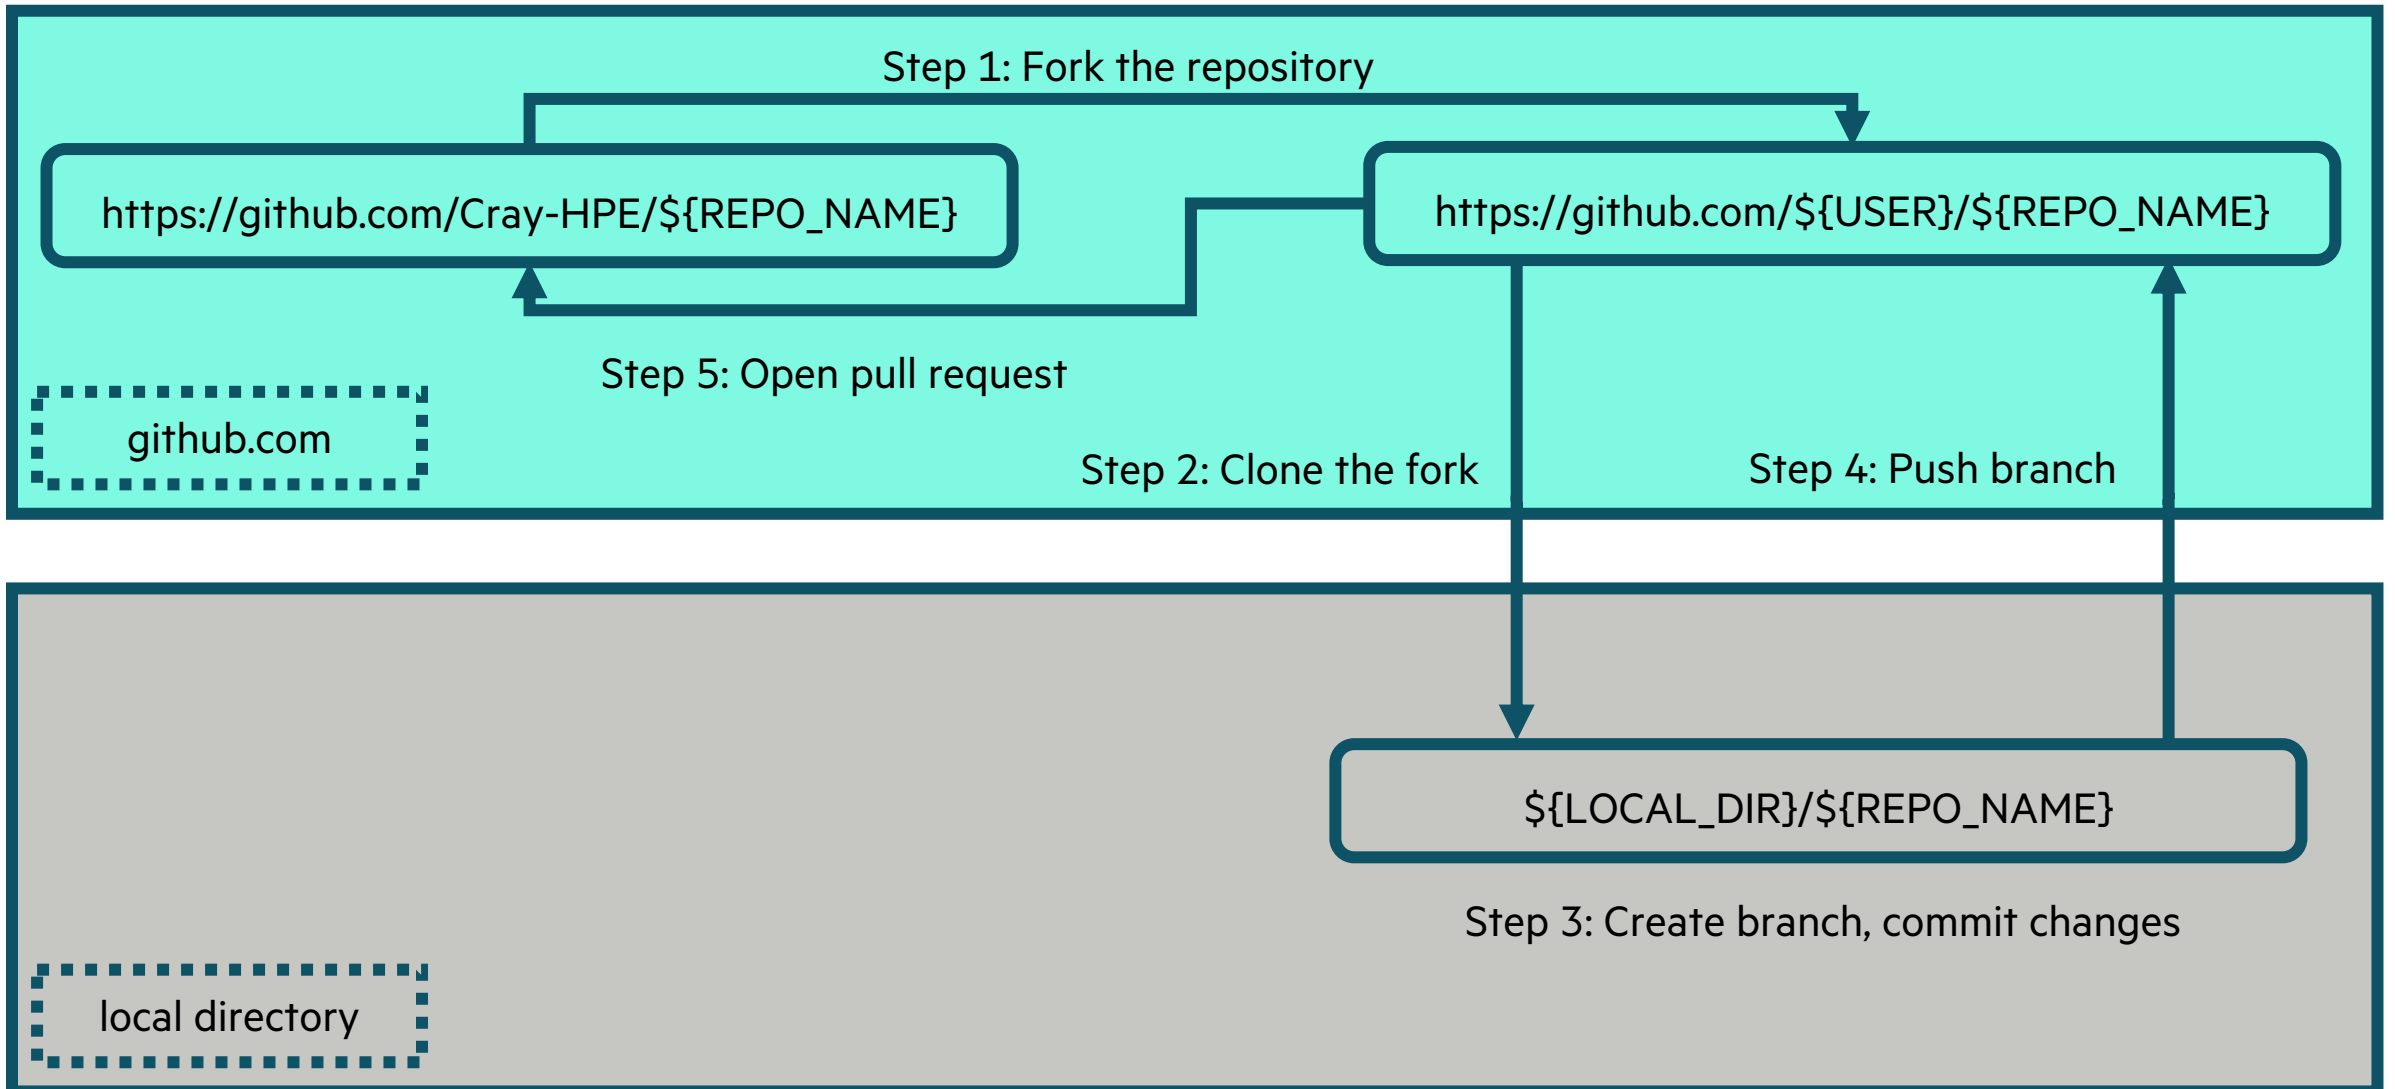 Step 1: Fork the repository
https://github.com/Cray-HPE/${REPO_NAME}
https://github.com/${USER}/${REPO_NAME}
Step 5: Open pull request
github.com
Step 2: Clone the fork
Step 4: Push branch
${LOCAL_DIR}/${REPO_NAME}
Step 3: Create branch, commit changes
local directory